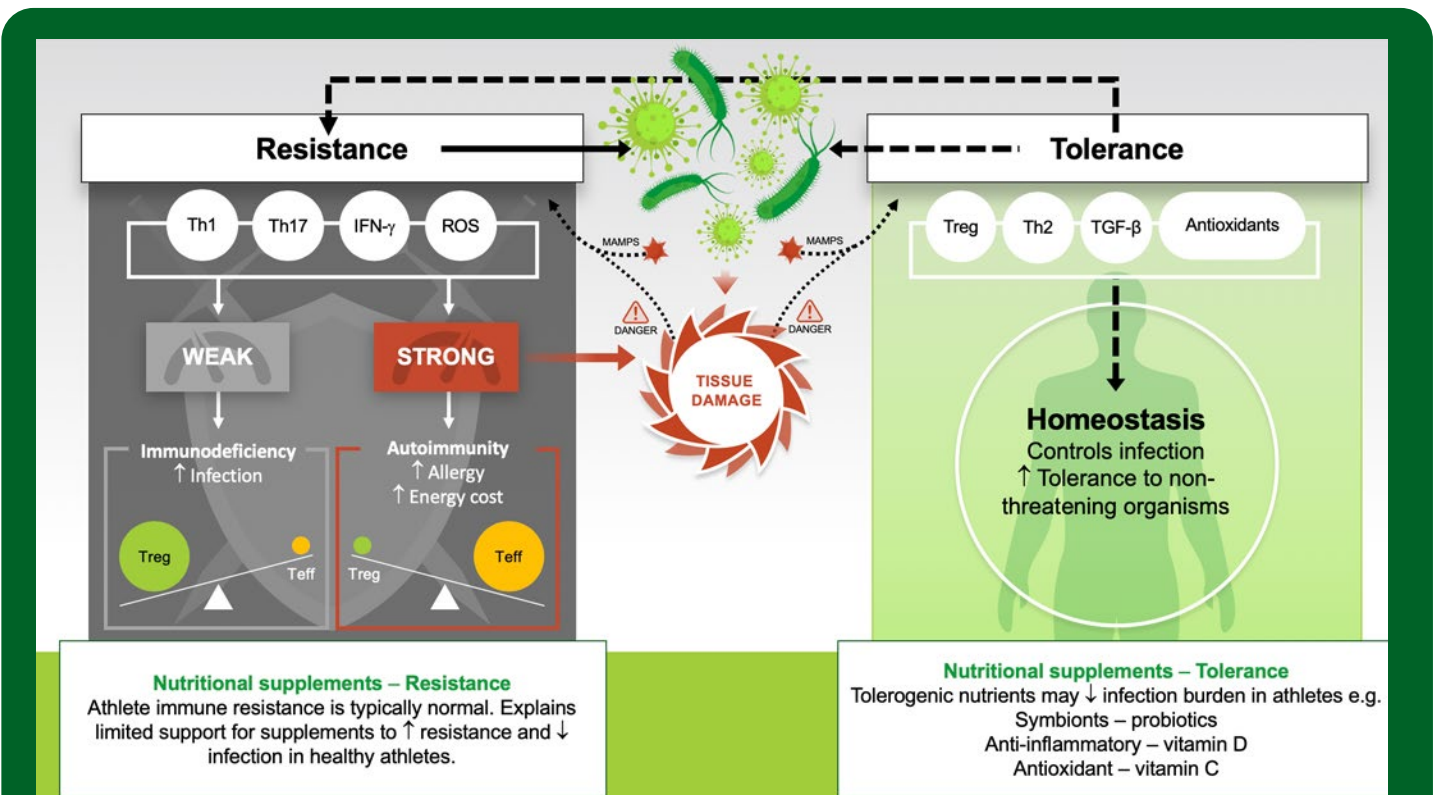 Resistance
Tolerance
Th1
Th17
IFN-γ
ROS
MAMPS
MAMPS
Treg
Th2
TGF-β
Antioxidants
WEAK
STRONG
DANGER
DANGER
TISSUE
DAMAGE
Immunodeficiency
↑ Infection
Autoimmunity
↑ Allergy
↑ Energy cost
Treg
Teff
Treg
Teff
Homeostasis
Controls infection
↑ Tolerance to non-
threatening organisms
Nutritional supplements – Resistance
Athlete immune resistance is typically normal. Explains
limited support for supplements to ↑ resistance and ↓
infection in healthy athletes.
Nutritional supplements – Tolerance
Tolerogenic nutrients may ↓ infection burden in athletes e.g.
Symbionts – probiotics
Anti-inflammatory – vitamin D
Antioxidant – vitamin C